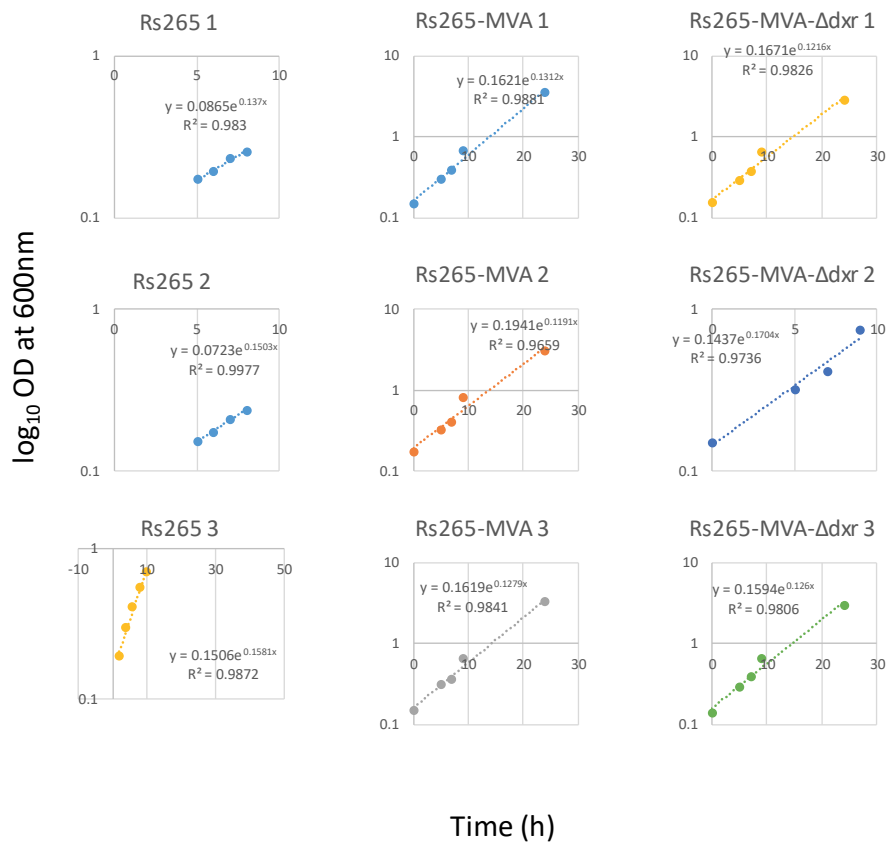 Rs265 1
1
0
5
10
y = 0.0865e^0.137x
R² = 0.983
0.1
Rs265-MVA 1
10
y = 0.1621e^0.1312x
R² = 0.9881
1
0
10
20
30
0.1
Rs265-MVA-Δdxr 1
10
y = 0.1671e^0.1216x
R² = 0.9826
1
0
10
20
30
0.1
Rs265 2
1
0
5
10
y = 0.0723e^0.1503x
R² = 0.9977
0.1
Rs265-MVA 2
10
y = 0.1941e^0.1191x
R² = 0.9659
1
0
10
20
30
0.1
Rs265-MVA-Δdxr 2
1
0
5
10
y = 0.1437e^0.1704x
R² = 0.9736
0.1
log₁₀ OD at 600nm
Rs265 3
1
-10
10
30
50
y = 0.1506e^0.1581x
R² = 0.9872
0.1
Rs265-MVA 3
10
y = 0.1619e^0.1279x
R² = 0.9841
1
0
10
20
30
0.1
Rs265-MVA-Δdxr 3
10
y = 0.1594e^0.126x
R² = 0.9806
1
0
10
20
30
0.1
Time (h)